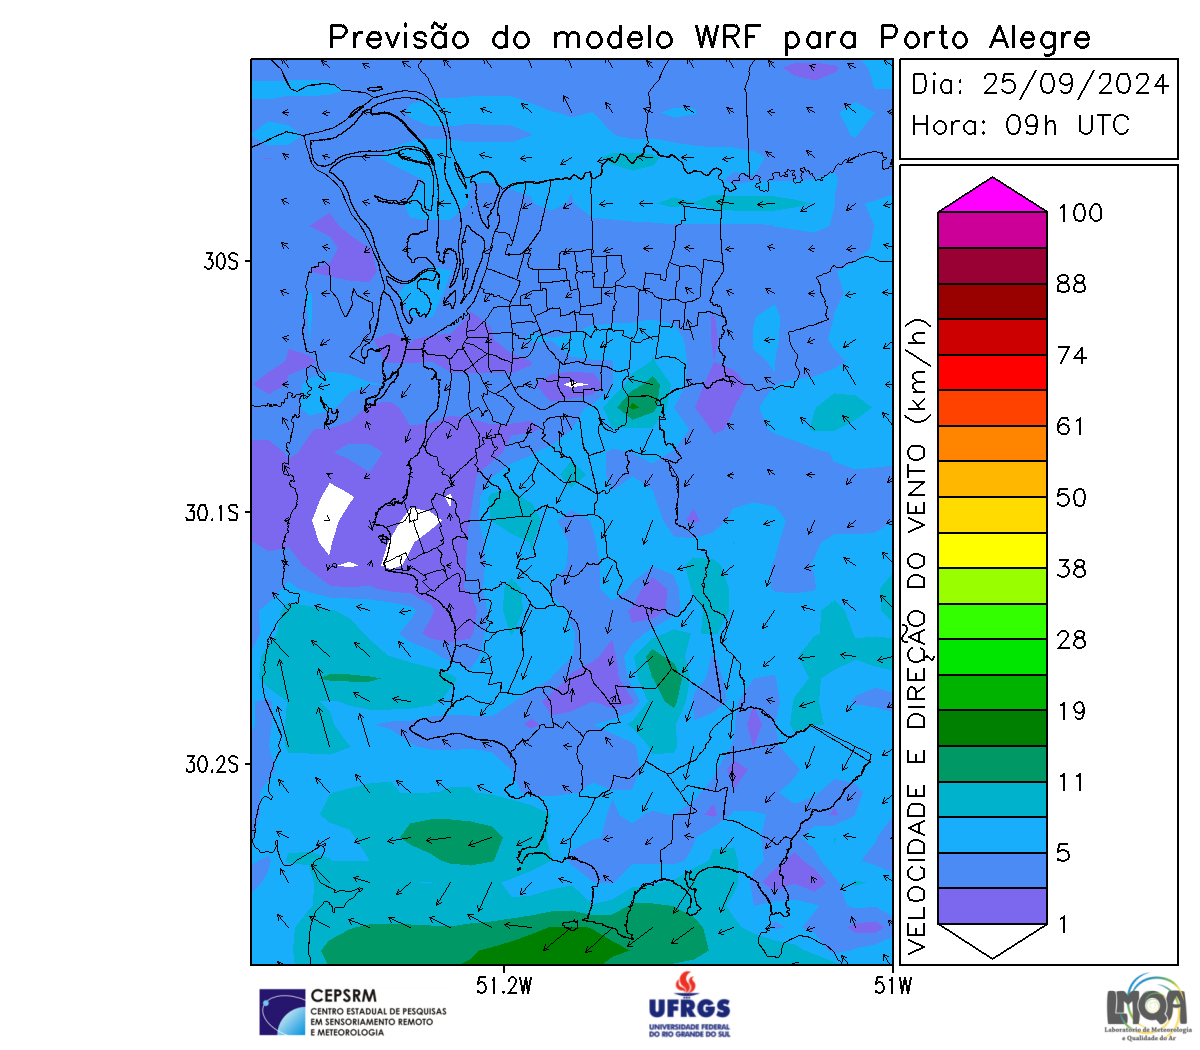 Previsão do modelo WRF para Porto Alegre
Dia: 25/09/2024
Hora: 09h UTC
30S
30.1S
30.2S
51.2W
51W
VELOCIDADE E DIREÇÃO DO VENTO (km/h)
100
88
74
61
50
38
28
19
11
5
1
CEPSRM
CENTRO ESTADUAL DE PESQUISAS
EM SENSORIAMENTO REMOTO
E METEOROLOGIA
UFRGS
UNIVERSIDADE FEDERAL
DO RIO GRANDE DO SUL
LMQA
Laboratório de Meteorologia
e Qualidade do Ar